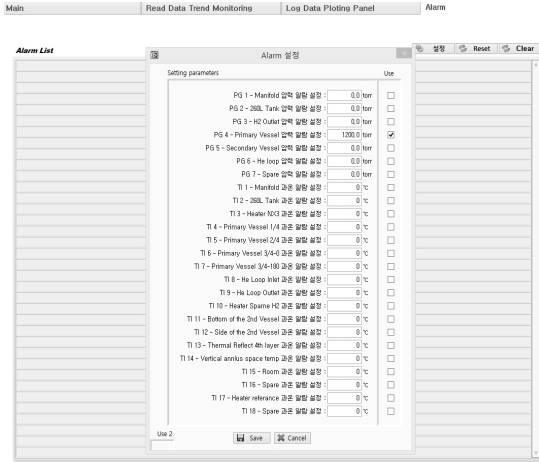 Main Read Data Trend Monitoring Log Data Ploting Panel Alarm
Alarm List 설정 Reset Clear
Alarm 설정
Setting parameters Use
PG 1 - Manifold 압력 알람 설정 : 0,0 torr
PG 2 - 260L Tank 압력 알람 설정 : 0,0 torr
PG 3 - H2 Outlet 압력 알람 설정 : 0,0 torr
PG 4 - Primary Vessel 압력 알람 설정 : 1200,0 torr
PG 5 - Secondary Vessel 압력 알람 설정 : 0,0 torr
PG 6 - He loop 압력 알람 설정 : 0,0 torr
PG 7 - Spare 압력 알람 설정 : 0,0 torr
TI 1 - Manifold 과온 알람 설정 : 0 ℃
TI 2 - 260L Tank 과온 알람 설정 : 0 ℃
TI 3 - Heater NX3 과온 알람 설정 : 0 ℃
TI 4 - Primary Vessel 1/4 과온 알람 설정 : 0 ℃
TI 5 - Primary Vessel 2/4 과온 알람 설정 : 0 ℃
TI 6 - Primary Vessel 3/4-0 과온 알람 설정 : 0 ℃
TI 7 - Primary Vessel 3/4-180 과온 알람 설정 : 0 ℃
TI 8 - He Loop Inlet 과온 알람 설정 : 0 ℃
TI 9 - He Loop Outlet 과온 알람 설정 : 0 ℃
TI 10 - Heater Spame H2 과온 알람 설정 : 0 ℃
TI 11 - Bottom of the 2nd Vessel 과온 알람 설정 : 0 ℃
TI 12 - Side of the 2nd Vessel 과온 알람 설정 : 0 ℃
TI 13 - Thermal Reflect 4th layer 과온 알람 설정 : 0 ℃
TI 14 - Vertical annlus space temp 과온 알람 설정 : 0 ℃
TI 15 - Room 과온 알람 설정 : 0 ℃
TI 16 - Spare 과온 알람 설정 : 0 ℃
TI 17 - Heater referance 과온 알람 설정 : 0 ℃
TI 18 - Spare 과온 알람 설정 : 0 ℃
Use 2
Save Cancel